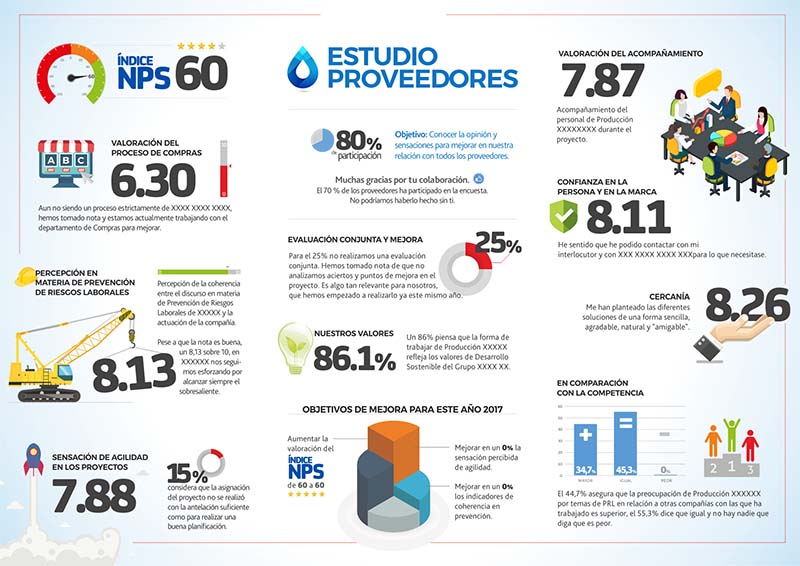 ÍNDICE
NPS 60
60
VALORACIÓN DEL
PROCESO DE COMPRAS
A B C
6.30
Aun no siendo un proceso estrictamente de XXXX XXXX XXXX,
hemos tomado nota y estamos actualmente trabajando con el
departamento de Compras para mejorar.
PERCEPCIÓN EN
MATERIA DE PREVENCIÓN
DE RIESGOS LABORALES
Percepción de la coherencia
entre el discurso en materia
de Prevención de Riesgos
Laborales de XXXXX y la
actuación de la compañía.
8.13
Pese a que la nota es buena,
un 8,13 sobre 10, en
XXXXXX nos segui-
mos esforzando por
alcanzar siempre el
sobresaliente.
SENSACIÓN DE AGILIDAD
EN LOS PROYECTOS
7.88
15%
considera que la asignación
del proyecto no se realizó
con la antelación suficiente
como para realizar una
buena planificación.
ESTUDIO
PROVEEDORES
80%
de participación
Objetivo: Conocer la opinión y
sensaciones para mejorar en nuestra
relación con todos los proveedores.
Muchas gracias por tu colaboración.
El 70 % de los proveedores ha participado en la encuesta.
No podríamos haberlo hecho sin ti.
EVALUACIÓN CONJUNTA Y MEJORA
25%
Para el 25% no realizamos una evaluación
conjunta. Hemos tomado nota de que no
analizamos aciertos y puntos de mejora en el
proyecto. Es algo tan relevante para nosotros,
que hemos empezado a realizarlo ya este mismo año.
NUESTROS VALORES
86.1%
Un 86% piensa que la forma de
trabajar de Producción XXXXX
refleja los valores de Desarrollo
Sostenible del Grupo XXXX XX.
OBJETIVOS DE MEJORA PARA ESTE AÑO 2017
Aumentar la
valoración del
ÍNDICE
NPS
de 60 a 60
Mejorar en un 0% la
sensación percibida
de agilidad.
Mejorar en un 0%
los indicadores de
coherencia en
prevención.
VALORACIÓN DEL ACOMPAÑAMIENTO
7.87
Acompañamiento del
personal de Producción
XXXXXXXX durante el
proyecto.
CONFIANZA EN LA
PERSONA Y EN LA MARCA
8.11
He sentido que he podido contactar con mi
interlocutor y con XXX XXXX XXXX XXXpara lo que necesitase.
CERCANÍA
8.26
Me han planteado las diferentes
soluciones de una forma sencilla,
agradable, natural y "amigable".
EN COMPARACIÓN
CON LA COMPETENCIA
60
50
40
30
20
10
0
+ = −
34,7% 45,3% 0%
MAYOR IGUAL PEOR
2 1 3
El 44,7% asegura que la preocupación de Producción XXXXXX
por temas de PRL en relación a otras compañías con las que ha
trabajado es superior, el 55,3% dice que igual y no hay nadie que
diga que es peor.